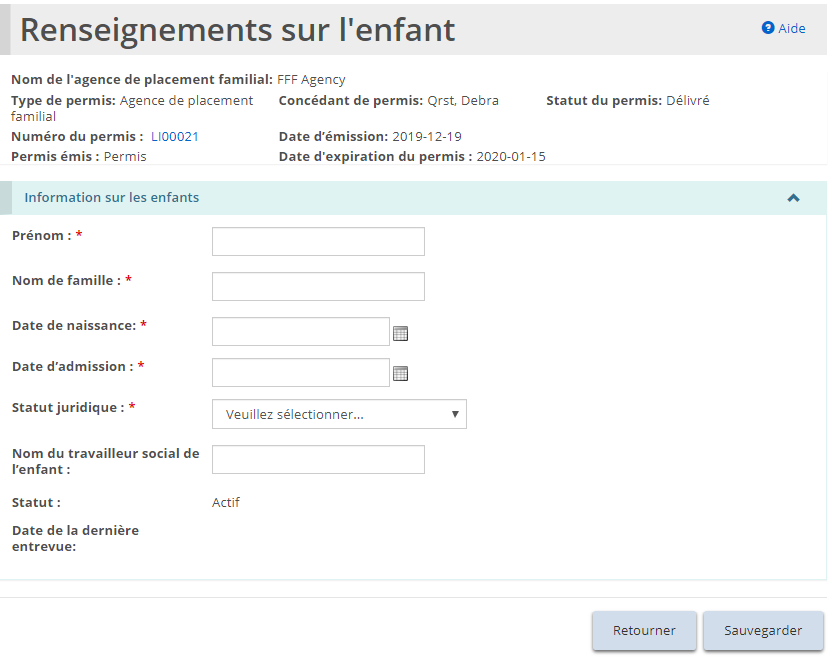 Renseignements sur l'enfant
Aide
Nom de l'agence de placement familial: FFF Agency
Type de permis: Agence de placement familial
Concédant de permis: Qrst, Debra
Statut du permis: Délivré
Numéro du permis : LI00021
Date d’émission: 2019-12-19
Permis émis : Permis
Date d'expiration du permis : 2020-01-15
Information sur les enfants
Prénom : *
Nom de famille : *
Date de naissance: *
Date d’admission : *
Statut juridique : *
Veuillez sélectionner...
Nom du travailleur social de
l’enfant :
Statut :
Actif
Date de la dernière
entrevue:
Retourner
Sauvegarder